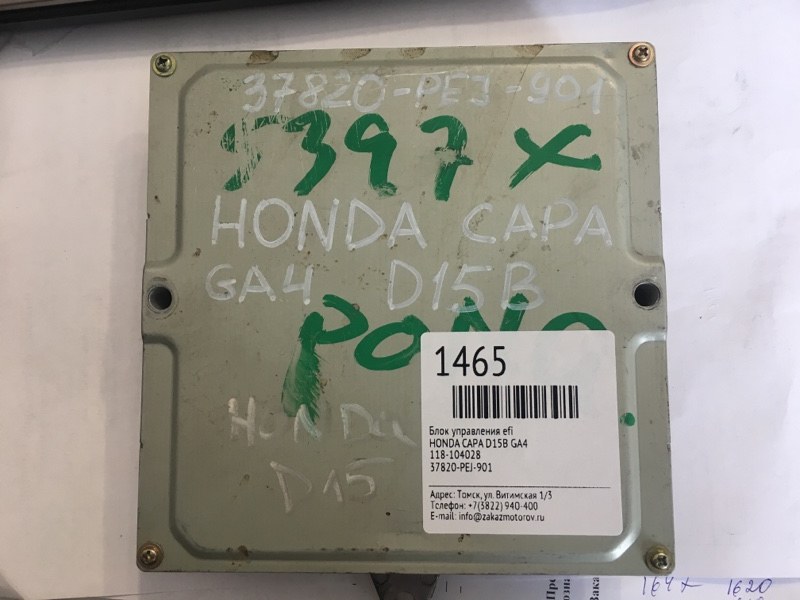 37820-PEJ-901
5397 X
HONDA CAPA
GA4 D15B
HONDA
D15
1465
Блок управления efi
HONDA CAPA D15B GA4
118-104028
37820-PEJ-901
Адрес: Томск, ул. Витимская 1/3
Телефон: +7(3822) 940-400
E-mail: info@zakazmotorov.ru
164x 1620